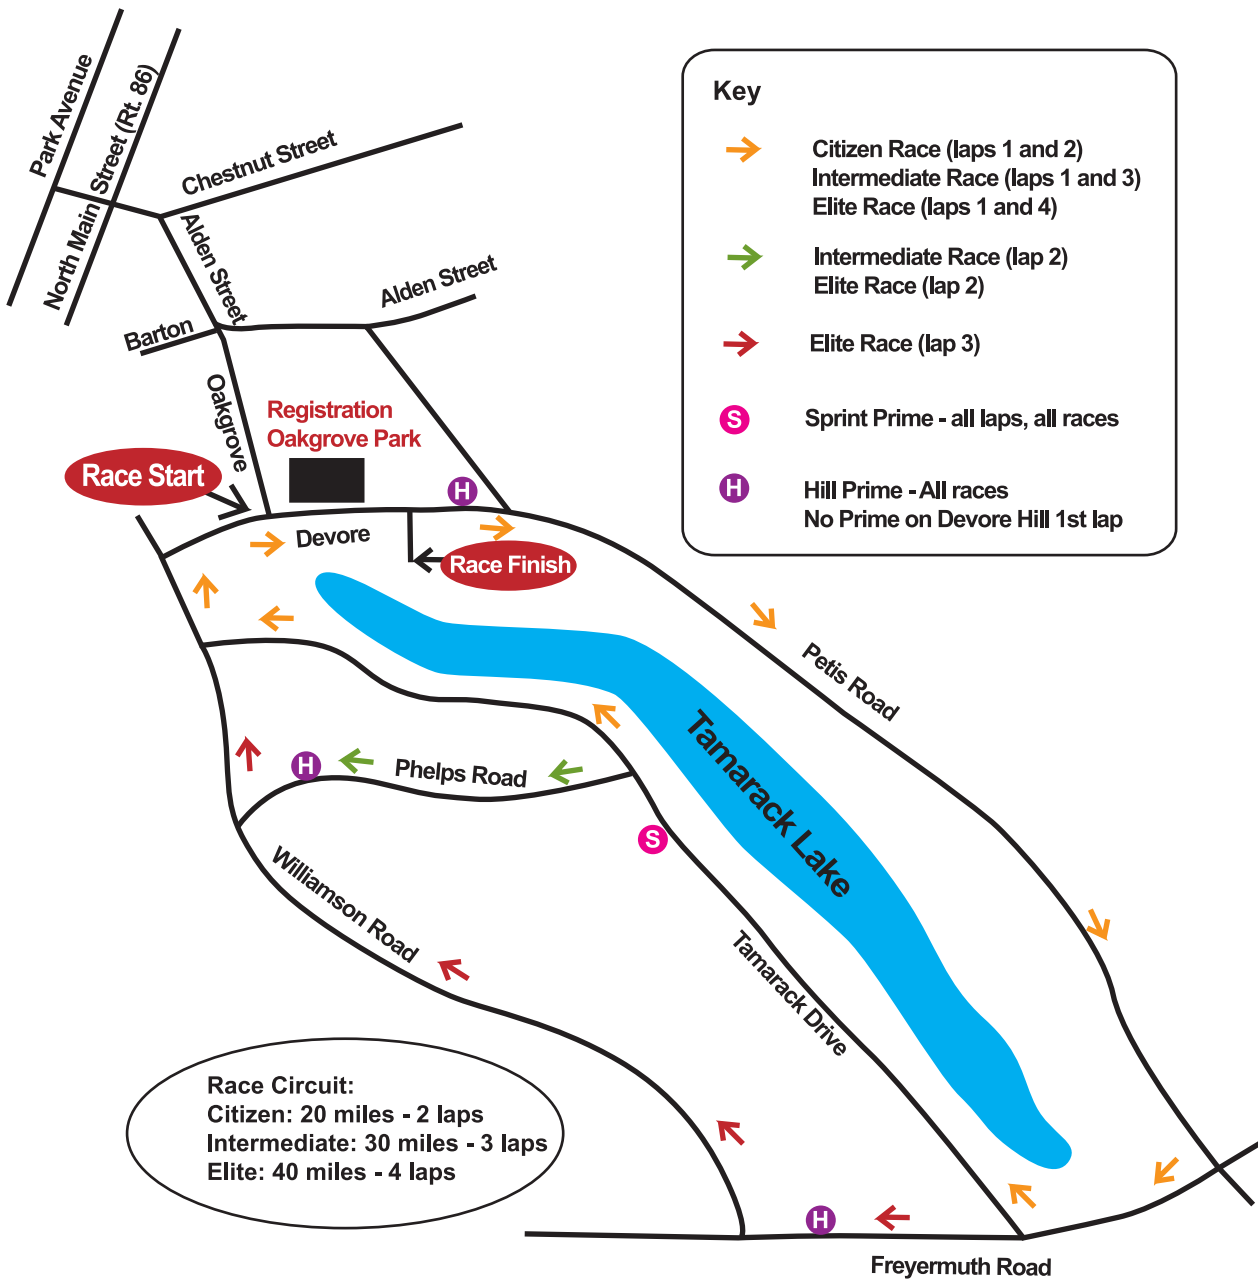 Park Avenue
North Main Street (Rt. 86)
Chestnut Street
Alden Street
Alden Street
Barton
Oakgrove
Registration
Oakgrove Park
Race Start
H
Devore
Race Finish
Key
Citizen Race (laps 1 and 2)
Intermediate Race (laps 1 and 3)
Elite Race (laps 1 and 4)
Intermediate Race (lap 2)
Elite Race (lap 2)
Elite Race (lap 3)
S
Sprint Prime - all laps, all races
H
Hill Prime - All races
No Prime on Devore Hill 1st lap
Petis Road
Tamarack Lake
H
Phelps Road
S
Williamson Road
Tamarack Drive
Race Circuit:
Citizen: 20 miles - 2 laps
Intermediate: 30 miles - 3 laps
Elite: 40 miles - 4 laps
H
Freyermuth Road